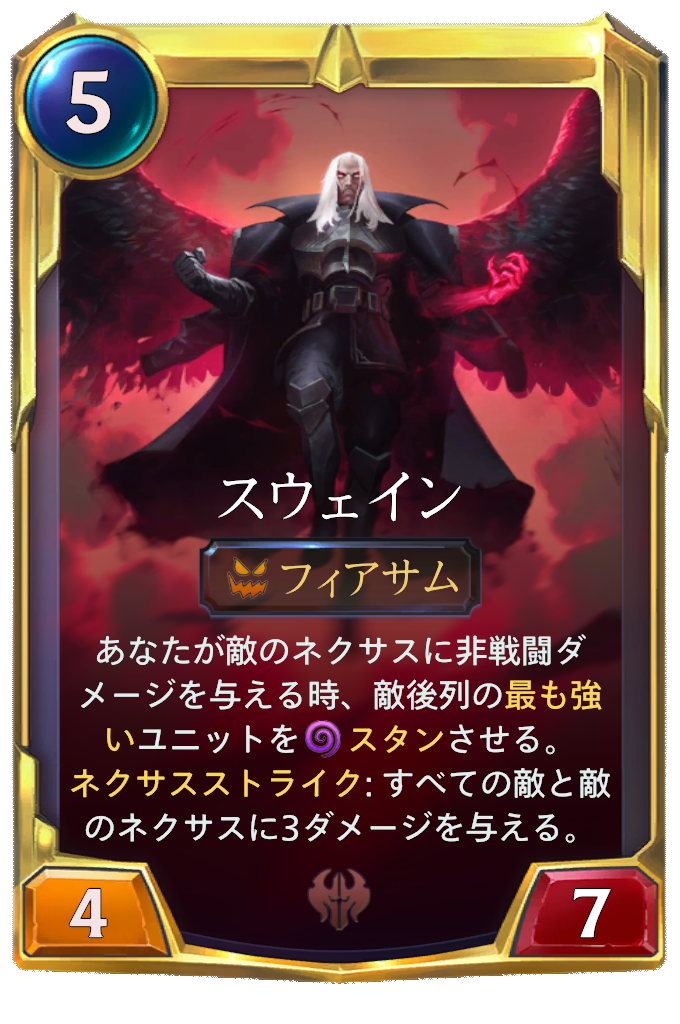 5
スウェイン
フィアサム
あなたが敵のネクサスに非戦闘ダ
メージを与える時、敵後列の最も強
いユニットをスタンさせる。
ネクサスストライク: すべての敵と敵
のネクサスに3ダメージを与える。
4
7